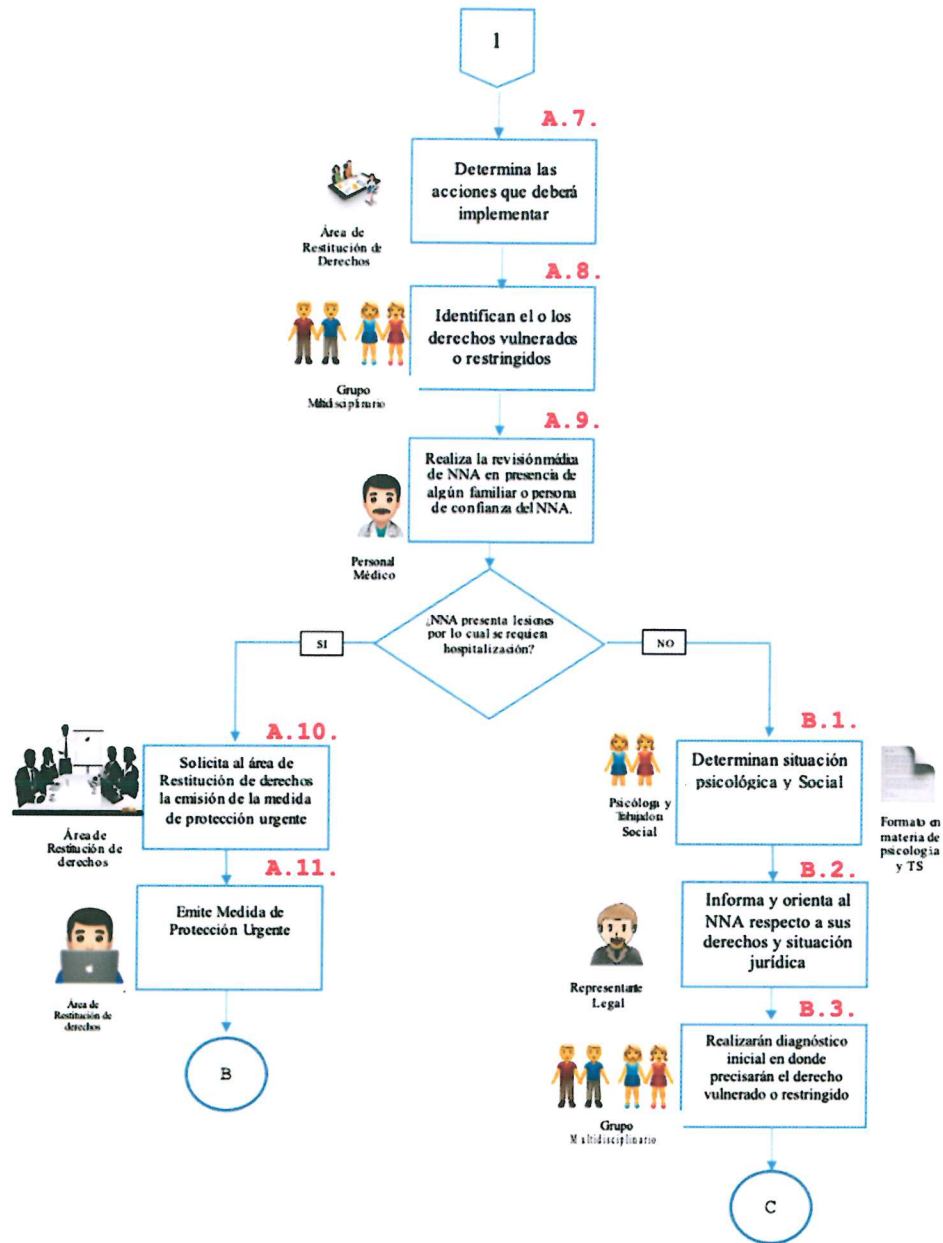 1
A.7.
Determina las
acciones que deberá
implementar
Área de
Restitución de
Derechos
A.8.
Identifican el o los
derechos vulnerados
o restringidos
Grupo
Multidisciplinario
A.9.
Realiza la revisión médica
de NNA en presencia de
algún familiar o persona
de confianza del NNA.
Personal
Médico
¿NNA presenta lesiones
por lo cual se requiera
hospitalización?
SI
NO
A.10.
Solicita al área de
Restitución de derechos
la emisión de la medida
de protección urgente
Área de
Restitución de
derechos
A.11.
Emite Medida de
Protección Urgente
Área de
Restitución de
derechos
B
B.1.
Determinan situación
psicológica y Social
Psicóloga y
Trabajadora
Social
Formato en
materia de
psicología
y TS
B.2.
Informa y orienta al
NNA respecto a sus
derechos y situación
jurídica
Representante
Legal
B.3.
Realizarán diagnóstico
inicial en donde
precisarán el derecho
vulnerado o restringido
Grupo
Multidisciplinario
C